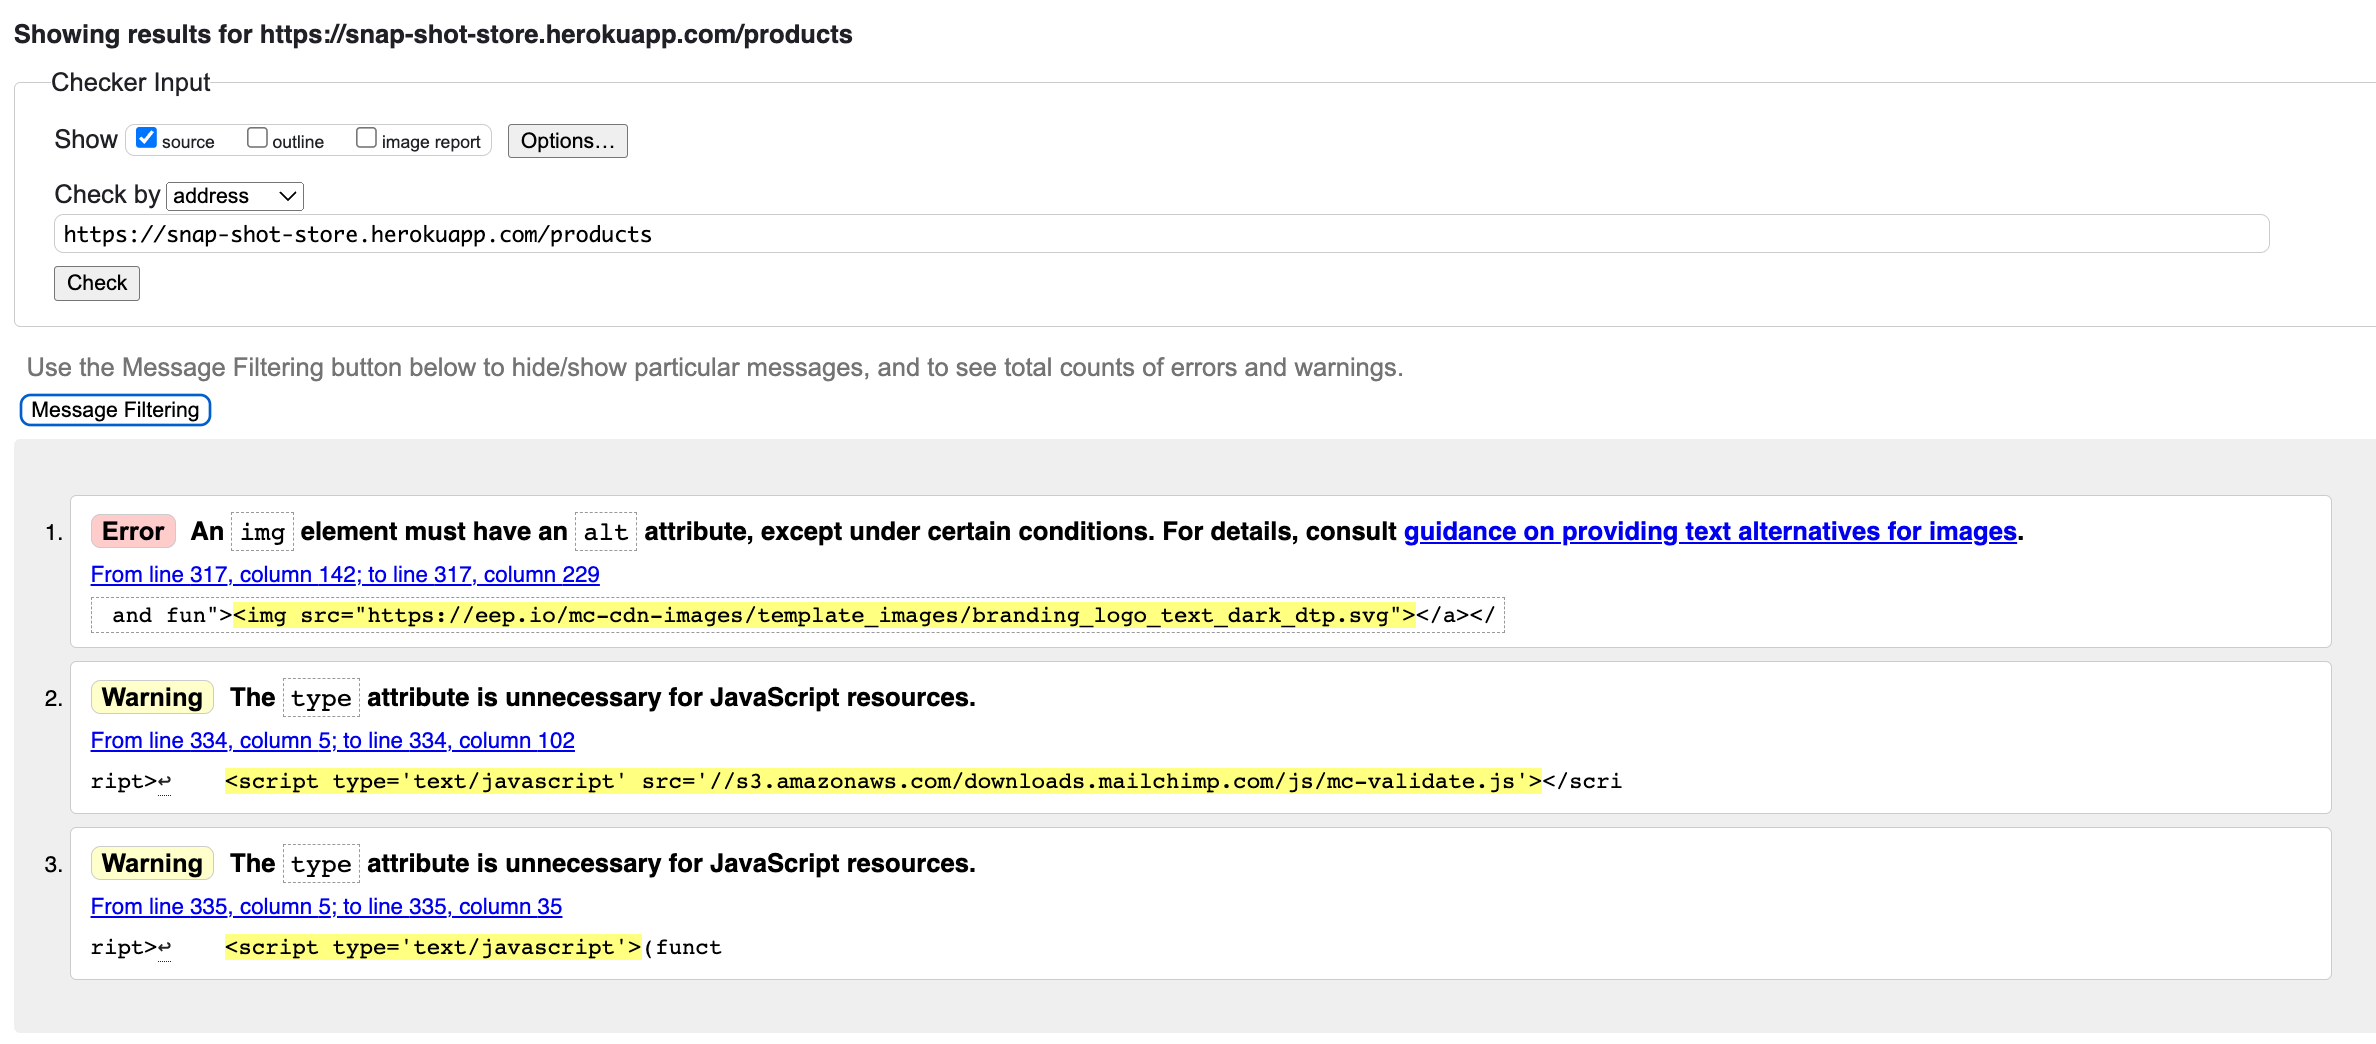 Showing results for https://snap-shot-store.herokuapp.com/products
Checker Input
Show source outline image report Options...
Check by address
https://snap-shot-store.herokuapp.com/products
Check
Use the Message Filtering button below to hide/show particular messages, and to see total counts of errors and warnings.
Message Filtering
1. Error An img element must have an alt attribute, except under certain conditions. For details, consult guidance on providing text alternatives for images.
From line 317, column 142; to line 317, column 229
and fun"><img src="https://eep.io/mc-cdn-images/template_images/branding_logo_text_dark_dtp.svg"></a></
2. Warning The type attribute is unnecessary for JavaScript resources.
From line 334, column 5; to line 334, column 102
ript>↩ <script type='text/javascript' src='//s3.amazonaws.com/downloads.mailchimp.com/js/mc-validate.js'></scri
3. Warning The type attribute is unnecessary for JavaScript resources.
From line 335, column 5; to line 335, column 35
ript>↩ <script type='text/javascript'>(funct